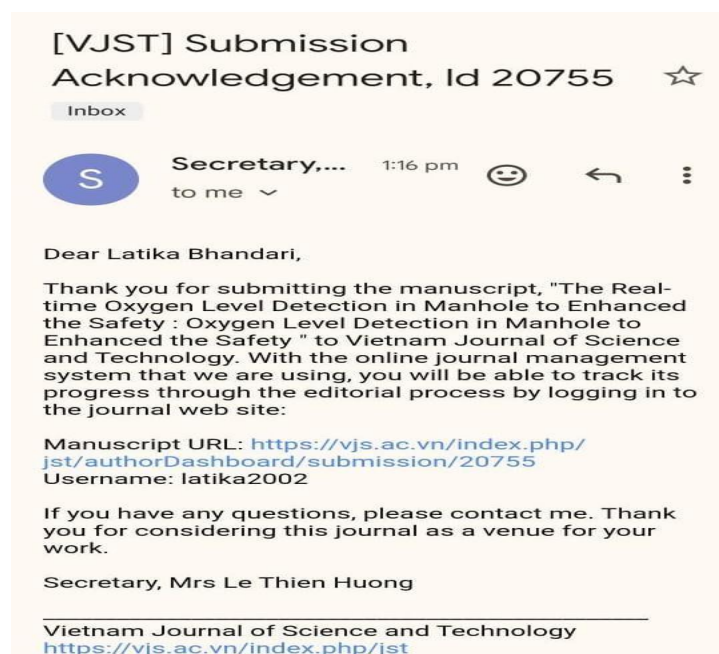 [VJST] Submission
Acknowledgement, Id 20755
Inbox
S
Secretary,... 1:16 pm
to me
Dear Latika Bhandari,
Thank you for submitting the manuscript, "The Real-
time Oxygen Level Detection in Manhole to Enhanced
the Safety : Oxygen Level Detection in Manhole to
Enhanced the Safety " to Vietnam Journal of Science
and Technology. With the online journal management
system that we are using, you will be able to track its
progress through the editorial process by logging in to
the journal web site:
Manuscript URL: https://vjs.ac.vn/index.php/
jst/authorDashboard/submission/20755
Username: latika2002
If you have any questions, please contact me. Thank
you for considering this journal as a venue for your
work.
Secretary, Mrs Le Thien Huong
Vietnam Journal of Science and Technology
https://vjs.ac.vn/index.php/jst